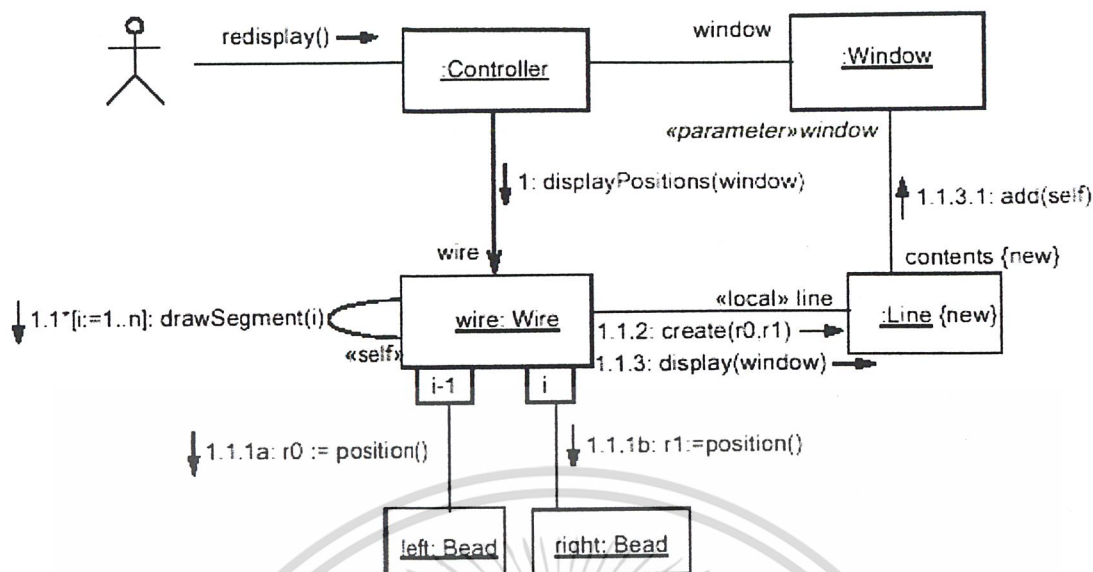 redisplay()
:Controller
window
:Window
«parameter»window
1: displayPositions(window)
1.1.3.1: add(self)
wire
contents {new}
1.1*[i:=1..n]: drawSegment(i)
wire: Wire
«local» line
:Line {new}
1.1.2: create(r0,r1)
«self»
1.1.3: display(window)
i-1
i
1.1.1a: r0 := position()
1.1.1b: r1:=position()
left: Bead
right: Bead